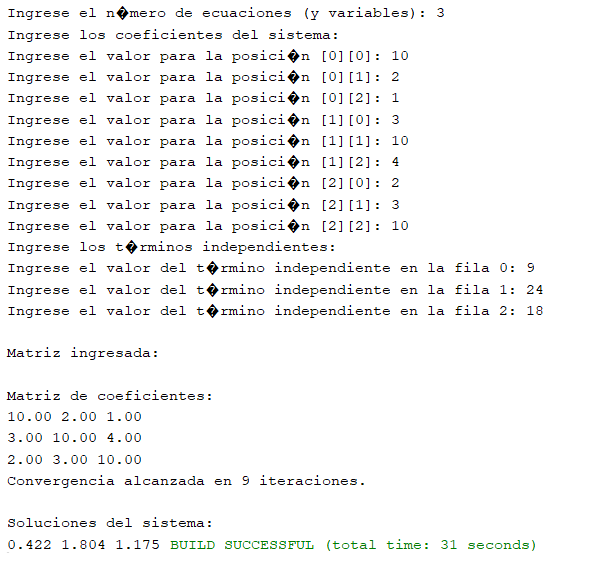 Ingrese el n�mero de ecuaciones (y variables): 3
Ingrese los coeficientes del sistema:
Ingrese el valor para la posici�n [0][0]: 10
Ingrese el valor para la posici�n [0][1]: 2
Ingrese el valor para la posici�n [0][2]: 1
Ingrese el valor para la posici�n [1][0]: 3
Ingrese el valor para la posici�n [1][1]: 10
Ingrese el valor para la posici�n [1][2]: 4
Ingrese el valor para la posici�n [2][0]: 2
Ingrese el valor para la posici�n [2][1]: 3
Ingrese el valor para la posici�n [2][2]: 10
Ingrese los t�rminos independientes:
Ingrese el valor del t�rmino independiente en la fila 0: 9
Ingrese el valor del t�rmino independiente en la fila 1: 24
Ingrese el valor del t�rmino independiente en la fila 2: 18
Matriz ingresada:
Matriz de coeficientes:
10.00 2.00 1.00
3.00 10.00 4.00
2.00 3.00 10.00
Convergencia alcanzada en 9 iteraciones.
Soluciones del sistema:
0.422 1.804 1.175 BUILD SUCCESSFUL (total time: 31 seconds)